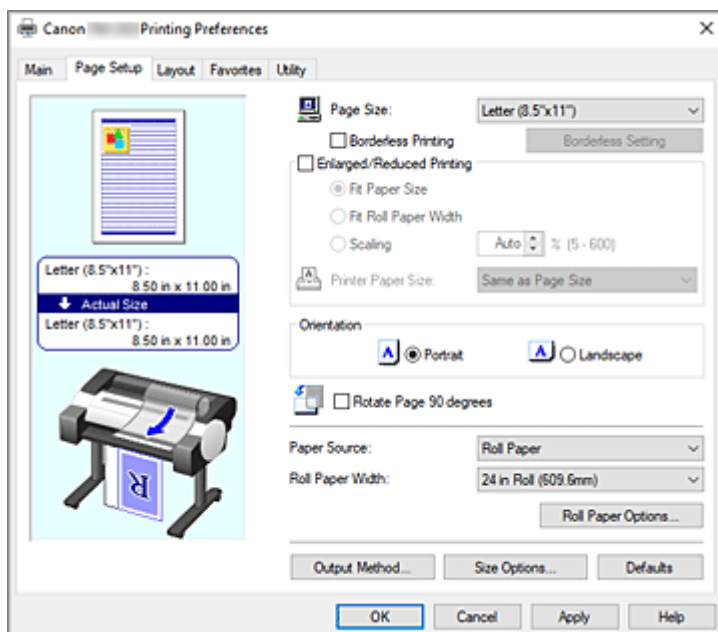 Canon Printing Preferences
Main Page Setup Layout Favorites Utility
Page Size: Letter (8.5"x11")
Borderless Printing Borderless Setting
Enlarged/Reduced Printing
Fit Paper Size
Fit Roll Paper Width
Scaling Auto % (5 - 600)
Printer Paper Size: Same as Page Size
Letter (8.5"x11") :
8.50 in x 11.00 in
Actual Size
Letter (8.5"x11") :
8.50 in x 11.00 in
Orientation
A Portrait A Landscape
Rotate Page 90 degrees
R
Paper Source: Roll Paper
Roll Paper Width: 24 in Roll (609.6mm)
Roll Paper Options...
Output Method... Size Options... Defaults
OK Cancel Apply Help